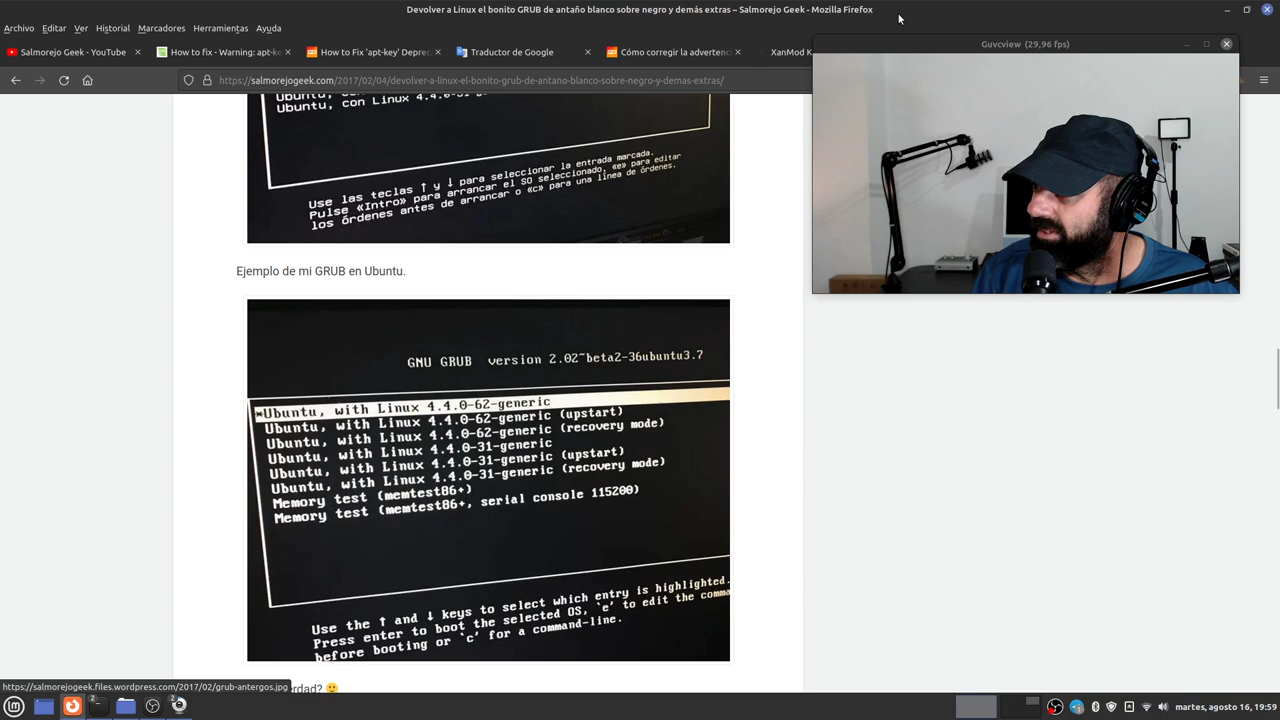 Devolver a Linux el bonito GRUB de antaño blanco sobre negro y demás extras – Salmorejo Geek - Mozilla Firefox
Archivo Editar Ver Historial Marcadores Herramientas Ayuda
Salmorejo Geek - YouTube
How to fix - Warning: apt-ke
How to Fix 'apt-key' Depreca
Traductor de Google
Cómo corregir la advertenc
XanMod K
Guvcview (29,96 fps)
https://salmorejogeek.com/2017/02/04/devolver-a-linux-el-bonito-grub-de-antano-blanco-sobre-negro-y-demas-extras/
Ubuntu, con Linux 4.4.0-31-ge
Use las teclas ↑ y ↓ para seleccionar la entrada marcada.
Pulse «Intro» para arrancar el SO seleccionado, «e» para editar
los órdenes antes de arrancar o «c» para una línea de órdenes.
Ejemplo de mi GRUB en Ubuntu.
GNU GRUB version 2.02~beta2-36ubuntu3.7
*Ubuntu, with Linux 4.4.0-62-generic
Ubuntu, with Linux 4.4.0-62-generic (upstart)
Ubuntu, with Linux 4.4.0-62-generic (recovery mode)
Ubuntu, with Linux 4.4.0-31-generic
Ubuntu, with Linux 4.4.0-31-generic (upstart)
Ubuntu, with Linux 4.4.0-31-generic (recovery mode)
Memory test (memtest86+)
Memory test (memtest86+, serial console 115200)
Use the ↑ and ↓ keys to select which entry is highlighted.
Press enter to boot the selected OS, `e' to edit the comma
before booting or `c' for a command-line.
https://salmorejogeek.files.wordpress.com/2017/02/grub-antergos.jpg
rdad? 🙂
martes, agosto 16, 19:59